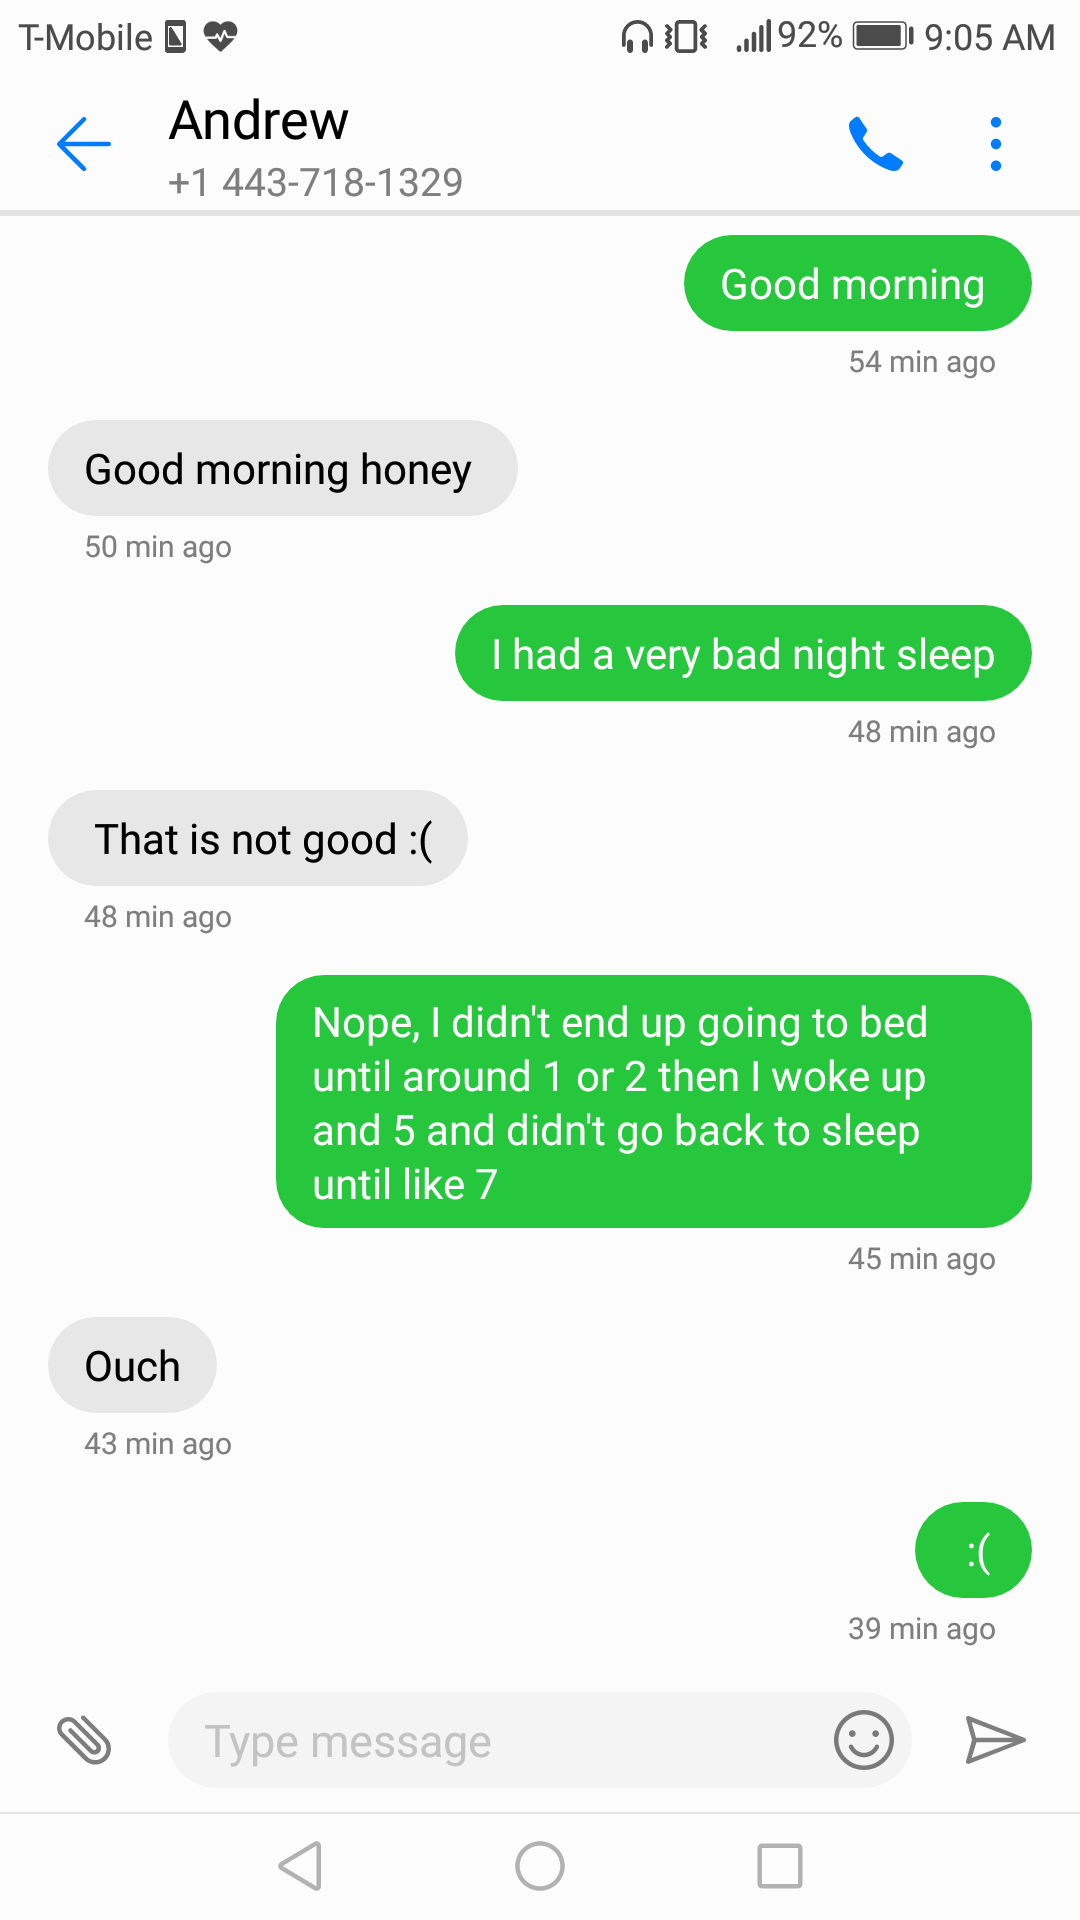 T-Mobile 92% 9:05 AM
Andrew
+1 443-718-1329
Good morning
54 min ago
Good morning honey
50 min ago
I had a very bad night sleep
48 min ago
That is not good :(
48 min ago
Nope, I didn't end up going to bed
until around 1 or 2 then I woke up
and 5 and didn't go back to sleep
until like 7
45 min ago
Ouch
43 min ago
:(
39 min ago
Type message